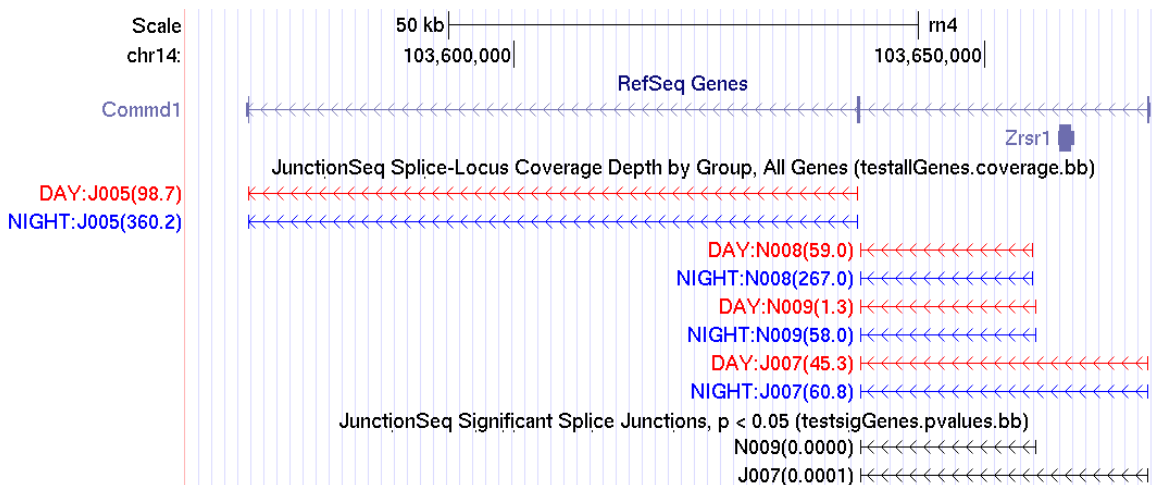 Scale 50 kb rn4
chr14: 103,600,000 103,650,000
RefSeq Genes
Commd1
Zrsr1
JunctionSeq Splice-Locus Coverage Depth by Group, All Genes (testallGenes.coverage.bb)
DAY:J005(98.7)
NIGHT:J005(360.2)
DAY:N008(59.0)
NIGHT:N008(267.0)
DAY:N009(1.3)
NIGHT:N009(58.0)
DAY:J007(45.3)
NIGHT:J007(60.8)
JunctionSeq Significant Splice Junctions, p < 0.05 (testsigGenes.pvalues.bb)
N009(0.0000)
J007(0.0001)